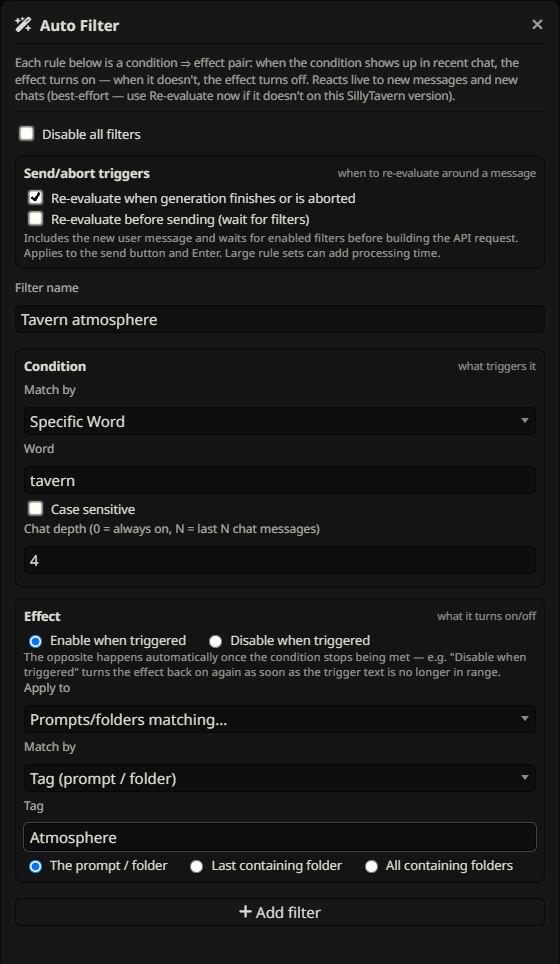 Auto Filter
Each rule below is a condition ⇒ effect pair: when the condition shows up in recent chat, the
effect turns on — when it doesn't, the effect turns off. Reacts live to new messages and new
chats (best-effort — use Re-evaluate now if it doesn't on this SillyTavern version).
Disable all filters
Send/abort triggers when to re-evaluate around a message
Re-evaluate when generation finishes or is aborted
Re-evaluate before sending (wait for filters)
Includes the new user message and waits for enabled filters before building the API request.
Applies to the send button and Enter. Large rule sets can add processing time.
Filter name
Tavern atmosphere
Condition what triggers it
Match by
Specific Word
Word
tavern
Case sensitive
Chat depth (0 = always on, N = last N chat messages)
4
Effect what it turns on/off
Enable when triggered Disable when triggered
The opposite happens automatically once the condition stops being met — e.g. "Disable when
triggered" turns the effect back on again as soon as the trigger text is no longer in range.
Apply to
Prompts/folders matching...
Match by
Tag (prompt / folder)
Tag
Atmosphere
The prompt / folder Last containing folder All containing folders
+ Add filter